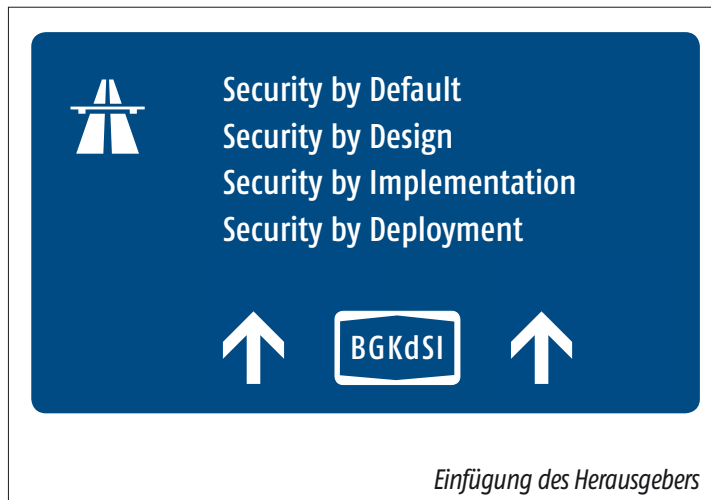 Security by Default
Security by Design
Security by Implementation
Security by Deployment
BGKdSI
Einfügung des Herausgebers